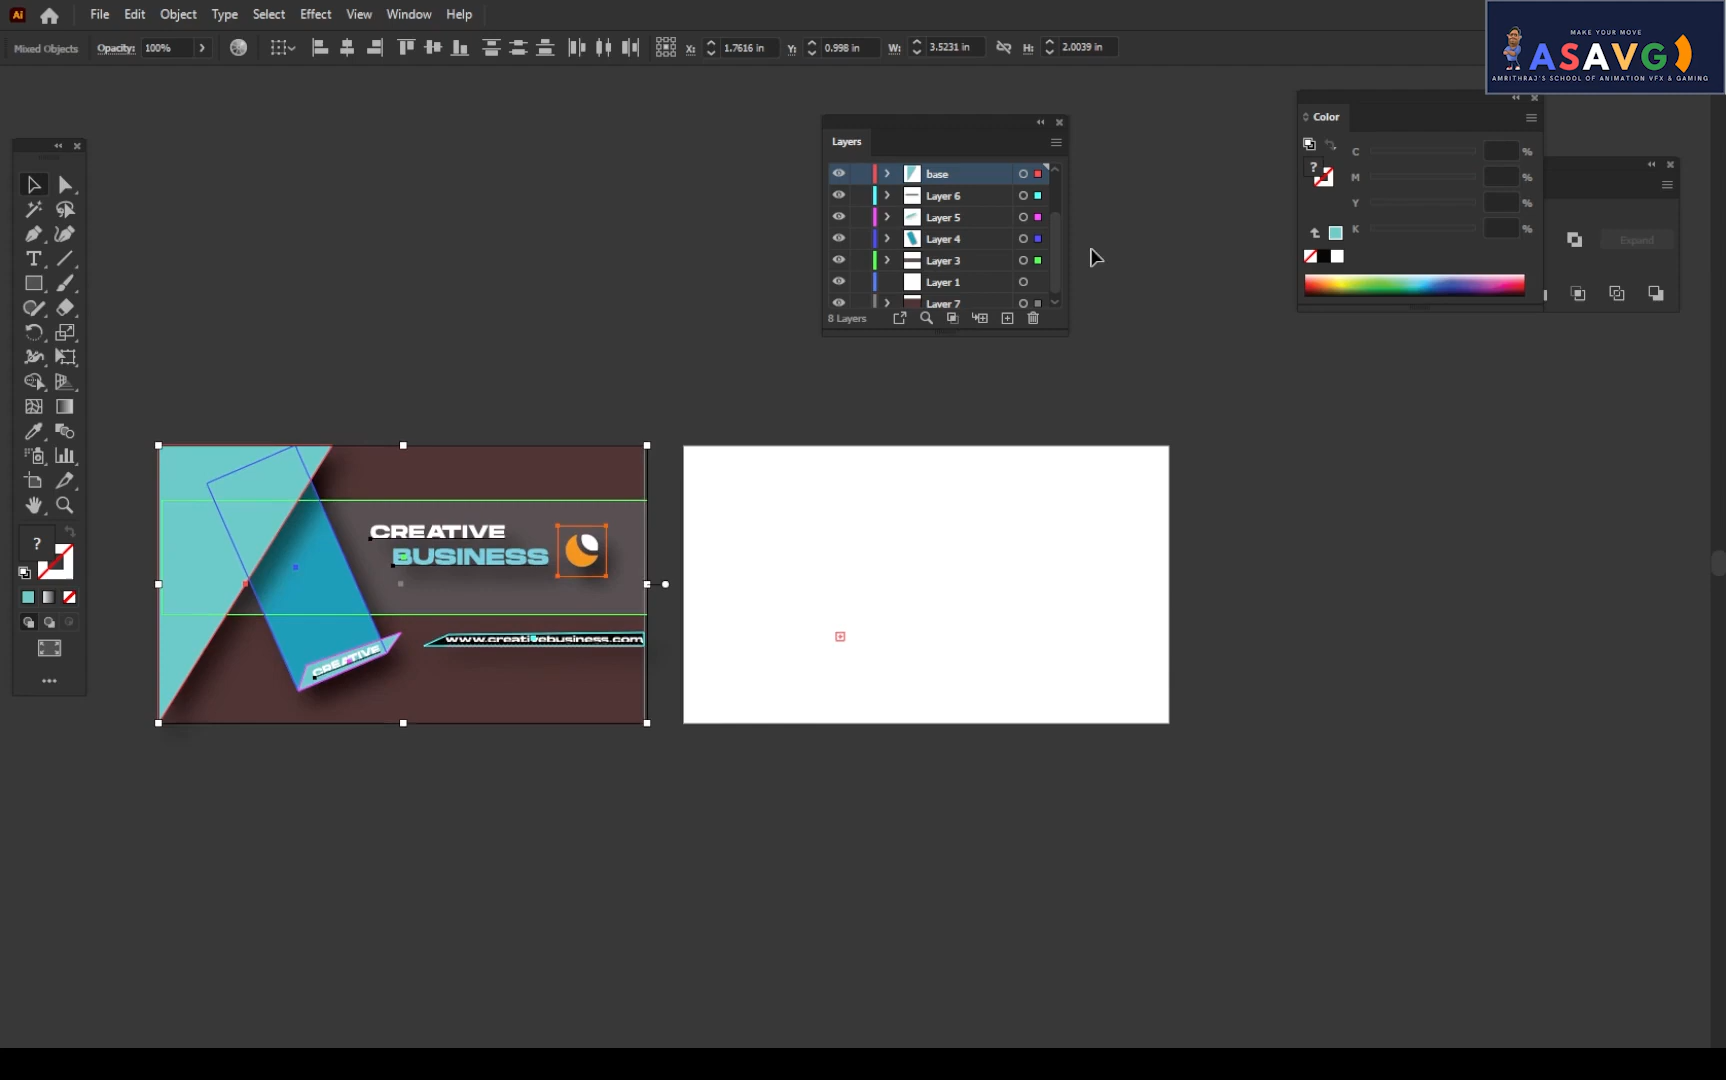 Ai File Edit Object Type Select Effect View Window Help
MAKE YOUR MOVE
ASAVG
AMRITHRAJ'S SCHOOL OF ANIMATION VFX & GAMING
Mixed Objects Opacity: 100% X: 1.7616 in Y: 0.998 in W: 3.5231 in H: 2.0039 in
Layers
base
Layer 6
Layer 5
Layer 4
Layer 3
Layer 1
Layer 7
8 Layers
Color
C %
M %
Y %
K %
Expand
?
?
CREATIVE
BUSINESS
www.creativebusiness.com
CREATIVE